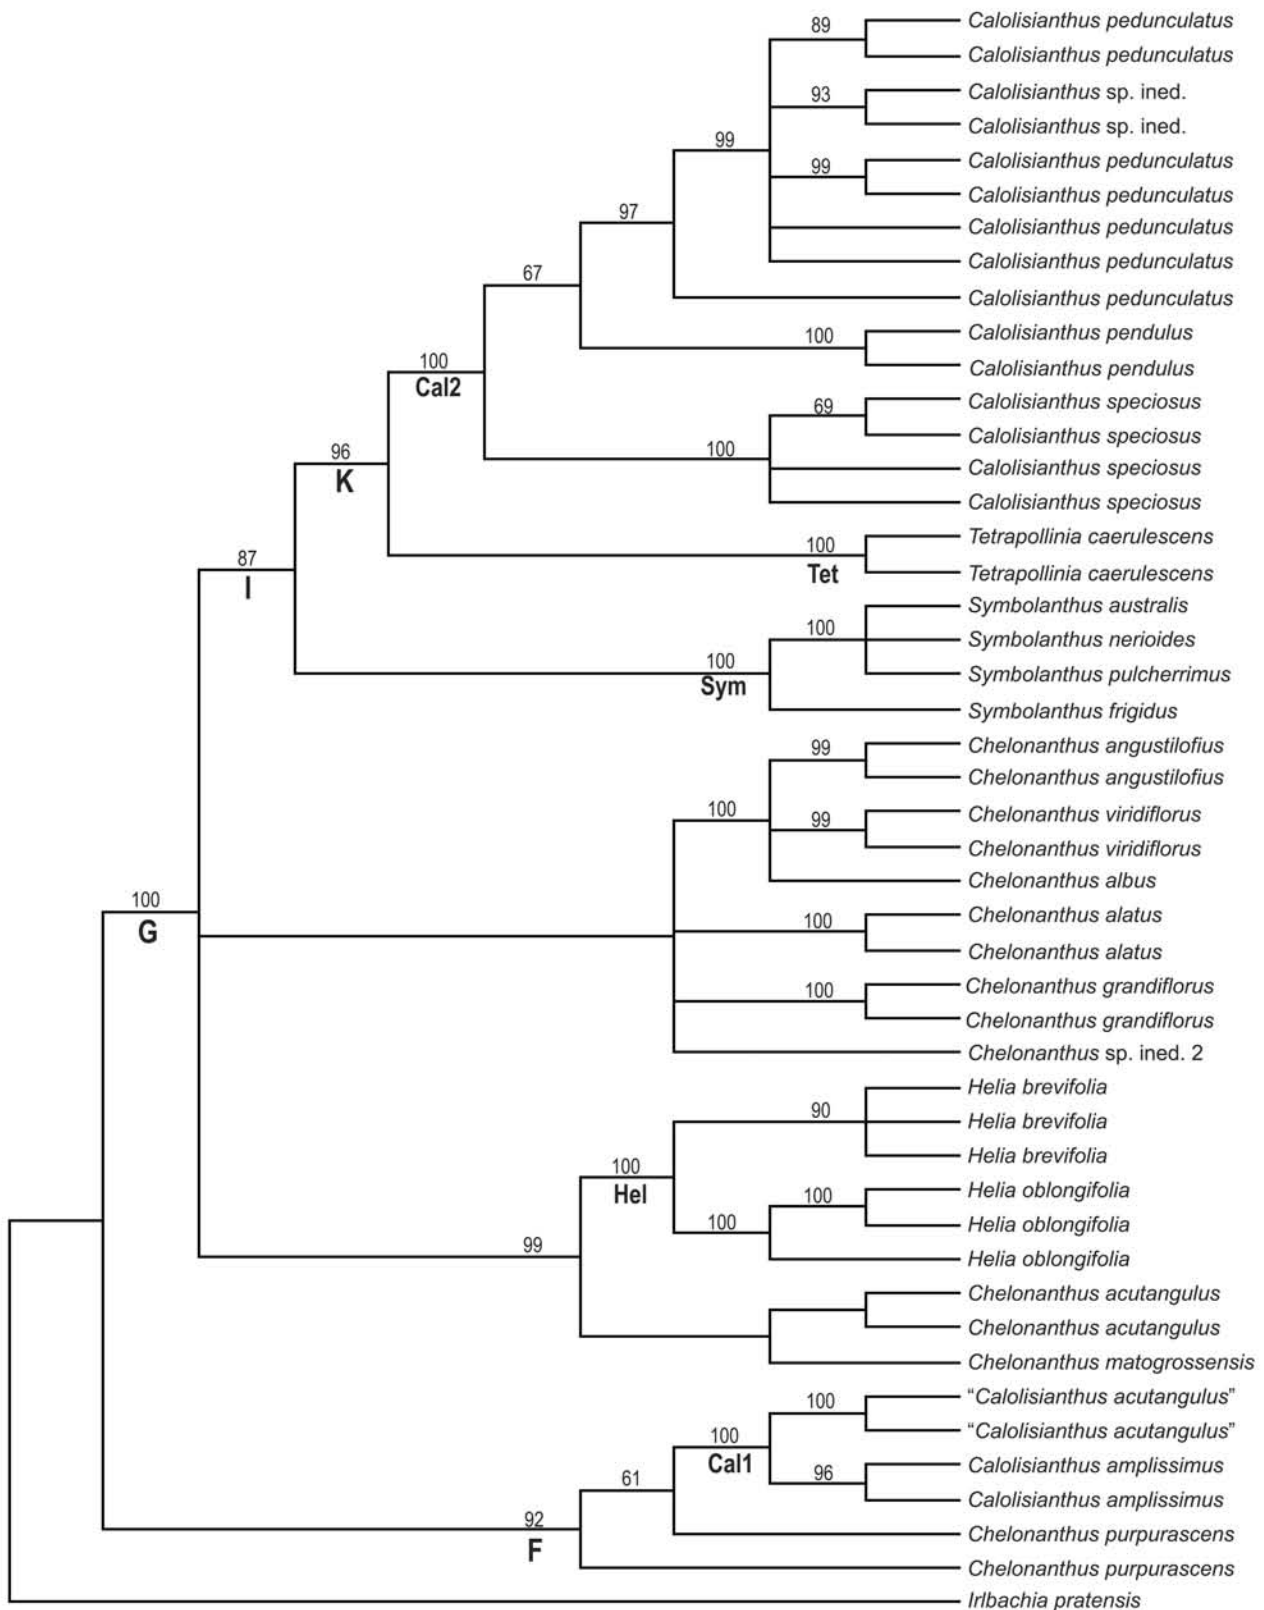 89
Calolisianthus pedunculatus
Calolisianthus pedunculatus
93
Calolisianthus sp. ined.
Calolisianthus sp. ined.
99
99
Calolisianthus pedunculatus
Calolisianthus pedunculatus
97
Calolisianthus pedunculatus
Calolisianthus pedunculatus
67
Calolisianthus pedunculatus
100
Calolisianthus pendulus
100
Cal2
Calolisianthus pendulus
69
Calolisianthus speciosus
Calolisianthus speciosus
96
K
100
Calolisianthus speciosus
Calolisianthus speciosus
87
I
100
Tet
Tetrapollinia caerulescens
Tetrapollinia caerulescens
100
Symbolanthus australis
Symbolanthus nerioides
100
Sym
Symbolanthus pulcherrimus
Symbolanthus frigidus
99
Chelonanthus angustilofius
Chelonanthus angustilofius
100
99
Chelonanthus viridiflorus
Chelonanthus viridiflorus
Chelonanthus albus
100
G
100
Chelonanthus alatus
Chelonanthus alatus
100
Chelonanthus grandiflorus
Chelonanthus grandiflorus
Chelonanthus sp. ined. 2
90
Helia brevifolia
Helia brevifolia
Helia brevifolia
100
Hel
100
Helia oblongifolia
100
Helia oblongifolia
99
Helia oblongifolia
Chelonanthus acutangulus
Chelonanthus acutangulus
Chelonanthus matogrossensis
100
“Calolisianthus acutangulus”
“Calolisianthus acutangulus”
100
Cal1
96
Calolisianthus amplissimus
61
Calolisianthus amplissimus
92
F
Chelonanthus purpurascens
Chelonanthus purpurascens
Irlbachia pratensis